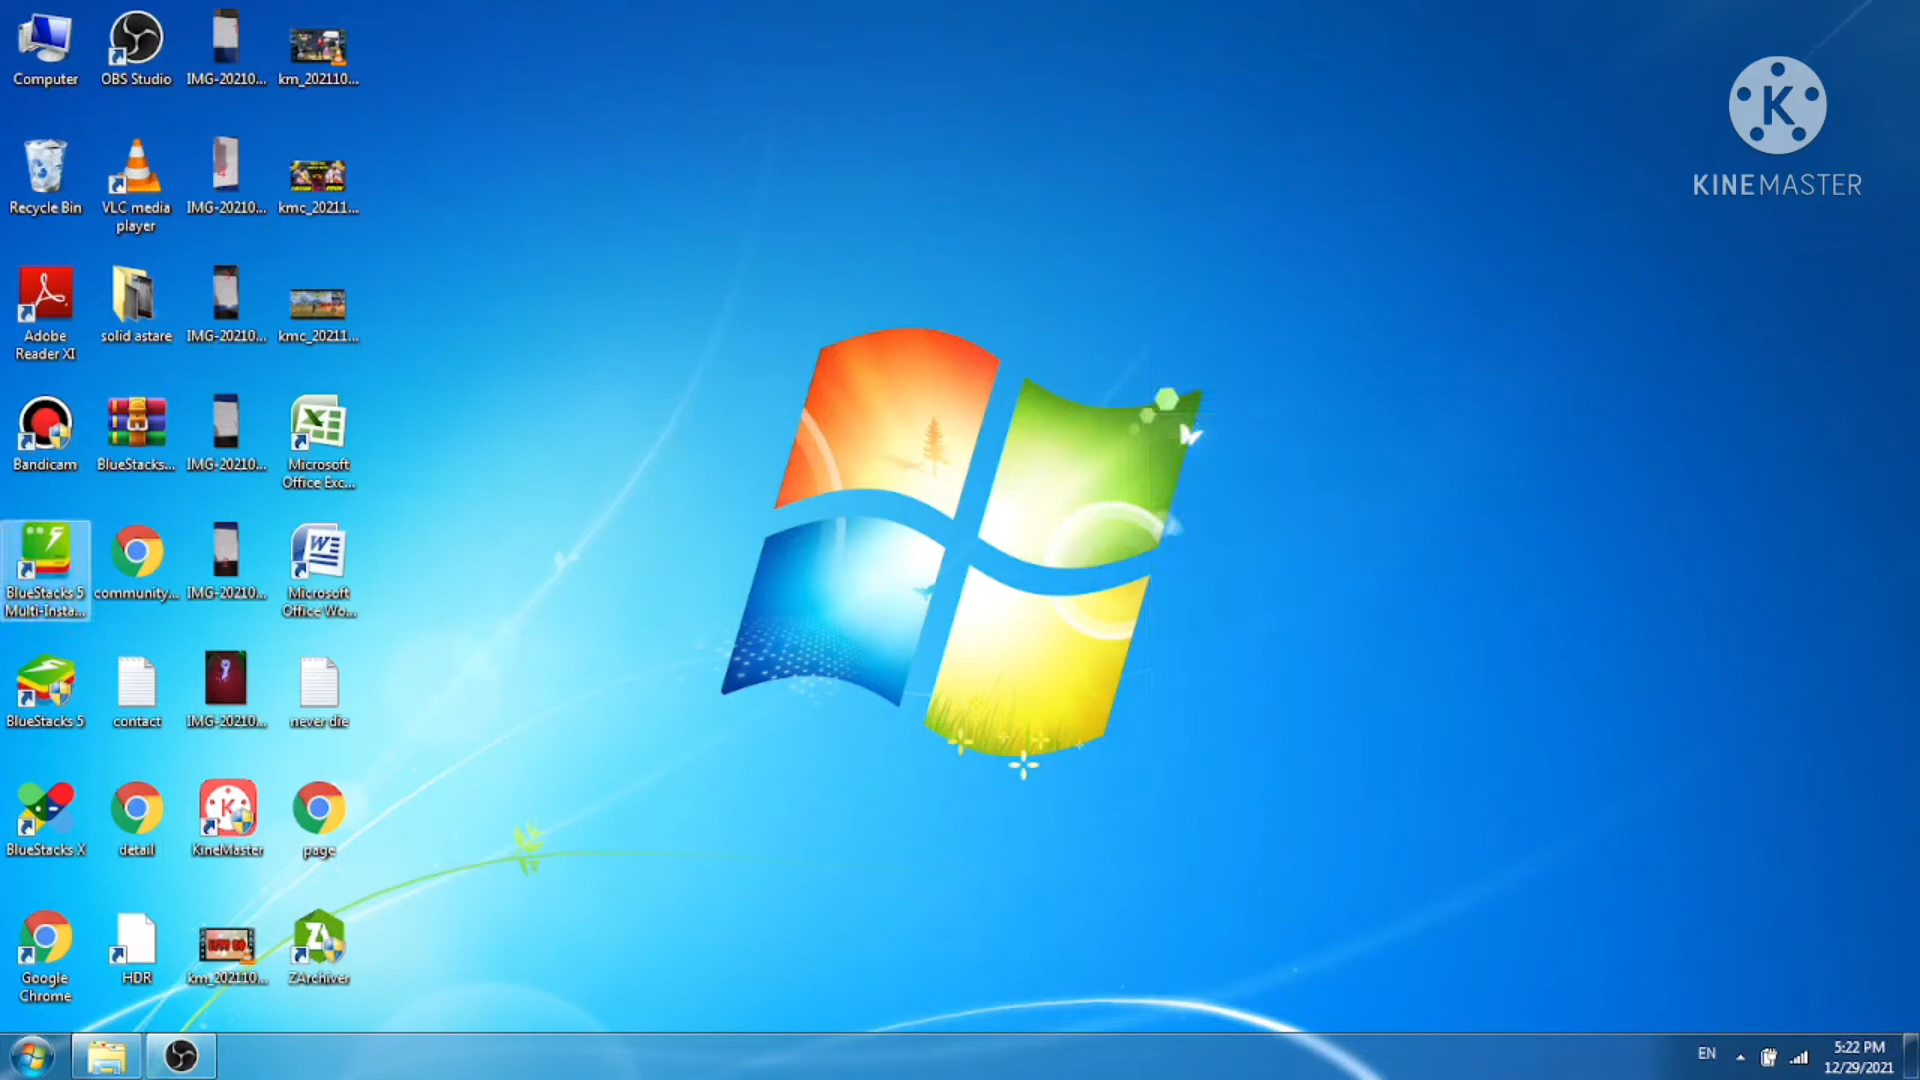 Computer
OBS Studio
IMG-20210...
km_202110...
K
KINEMASTER
Recycle Bin
VLC media
player
IMG-20210...
kmc_20211...
Adobe
Reader XI
solid astare
IMG-20210...
kmc_20211...
Bandicam
BlueStacks...
IMG-20210...
Microsoft
Office Exc...
BlueStacks 5
Multi-Insta...
community...
IMG-20210...
Microsoft
Office Wo...
BlueStacks 5
contact
IMG-20210...
never die
BlueStacks X
detail
KineMaster
page
Google
Chrome
HDR
km_202110...
ZArchiver
EN
5:22 PM
12/29/2021